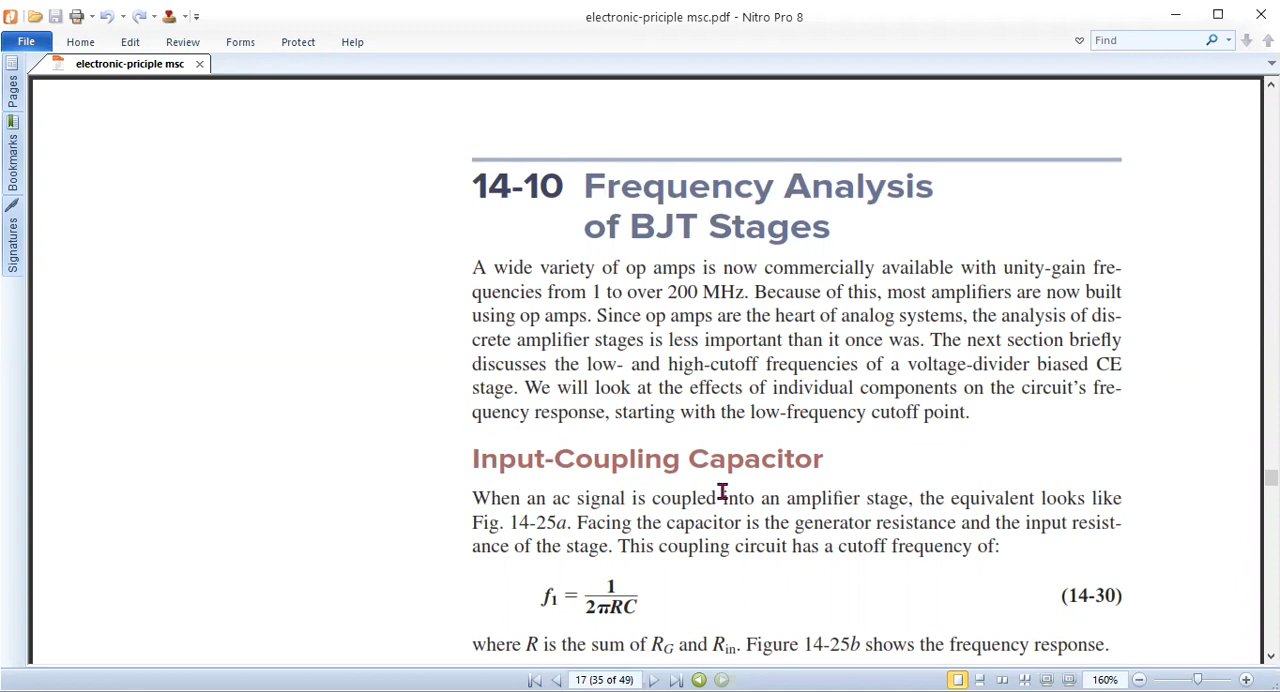 electronic-priciple msc.pdf - Nitro Pro 8
File Home Edit Review Forms Protect Help
Find
electronic-priciple msc
Pages
Bookmarks
Signatures
14-10 Frequency Analysis
of BJT Stages
A wide variety of op amps is now commercially available with unity-gain fre-
quencies from 1 to over 200 MHz. Because of this, most amplifiers are now built
using op amps. Since op amps are the heart of analog systems, the analysis of dis-
crete amplifier stages is less important than it once was. The next section briefly
discusses the low- and high-cutoff frequencies of a voltage-divider biased CE
stage. We will look at the effects of individual components on the circuit's fre-
quency response, starting with the low-frequency cutoff point.
Input-Coupling Capacitor
When an ac signal is coupled into an amplifier stage, the equivalent looks like
Fig. 14-25a. Facing the capacitor is the generator resistance and the input resist-
ance of the stage. This coupling circuit has a cutoff frequency of:
f₁ = 1 / 2πRC (14-30)
where R is the sum of R_G and R_in. Figure 14-25b shows the frequency response.
17 (35 of 49)
160%